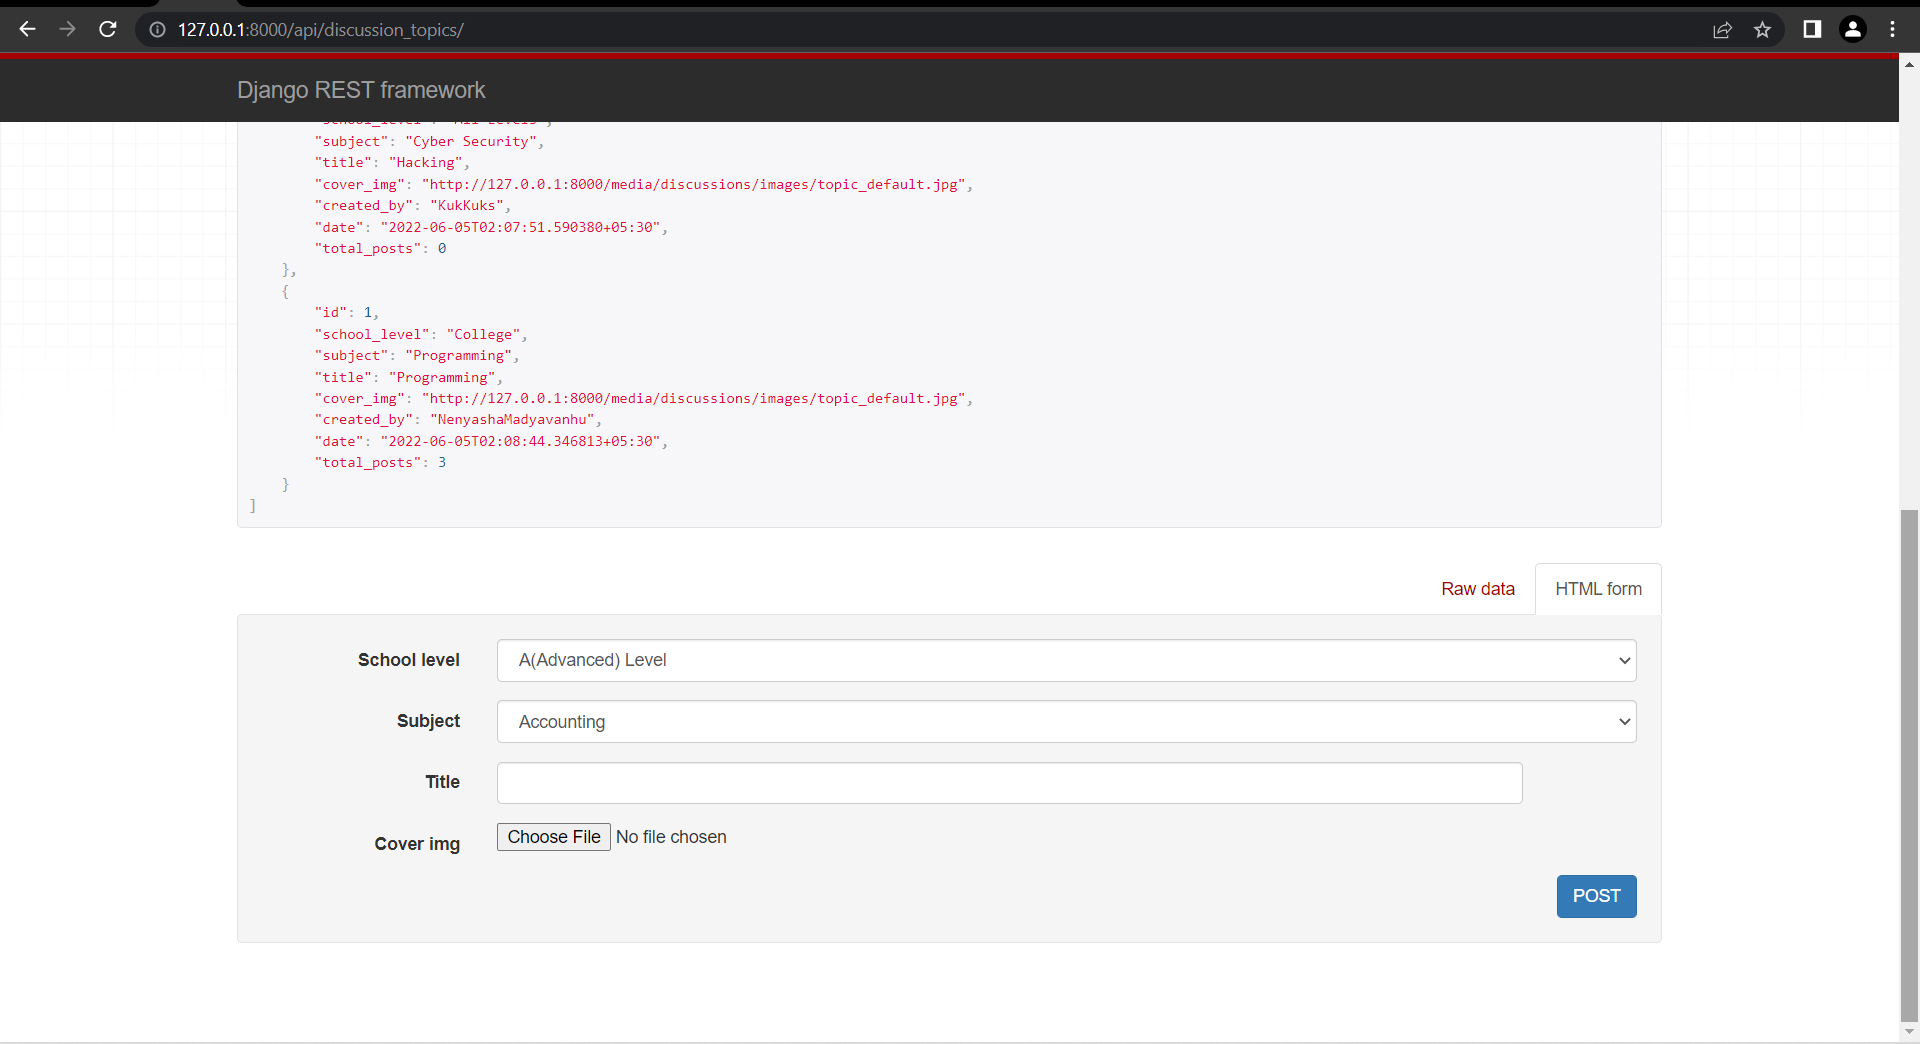 127.0.0.1:8000/api/discussion_topics/
Django REST framework
"subject": "Cyber Security",
"title": "Hacking",
"cover_img": "http://127.0.0.1:8000/media/discussions/images/topic_default.jpg",
"created_by": "KukKuks",
"date": "2022-06-05T02:07:51.590380+05:30",
"total_posts": 0
},
{
"id": 1,
"school_level": "College",
"subject": "Programming",
"title": "Programming",
"cover_img": "http://127.0.0.1:8000/media/discussions/images/topic_default.jpg",
"created_by": "NenyashaMadyavanhu",
"date": "2022-06-05T02:08:44.346813+05:30",
"total_posts": 3
}
]
Raw data HTML form
School level A(Advanced) Level
Subject Accounting
Title
Cover img Choose File No file chosen
POST